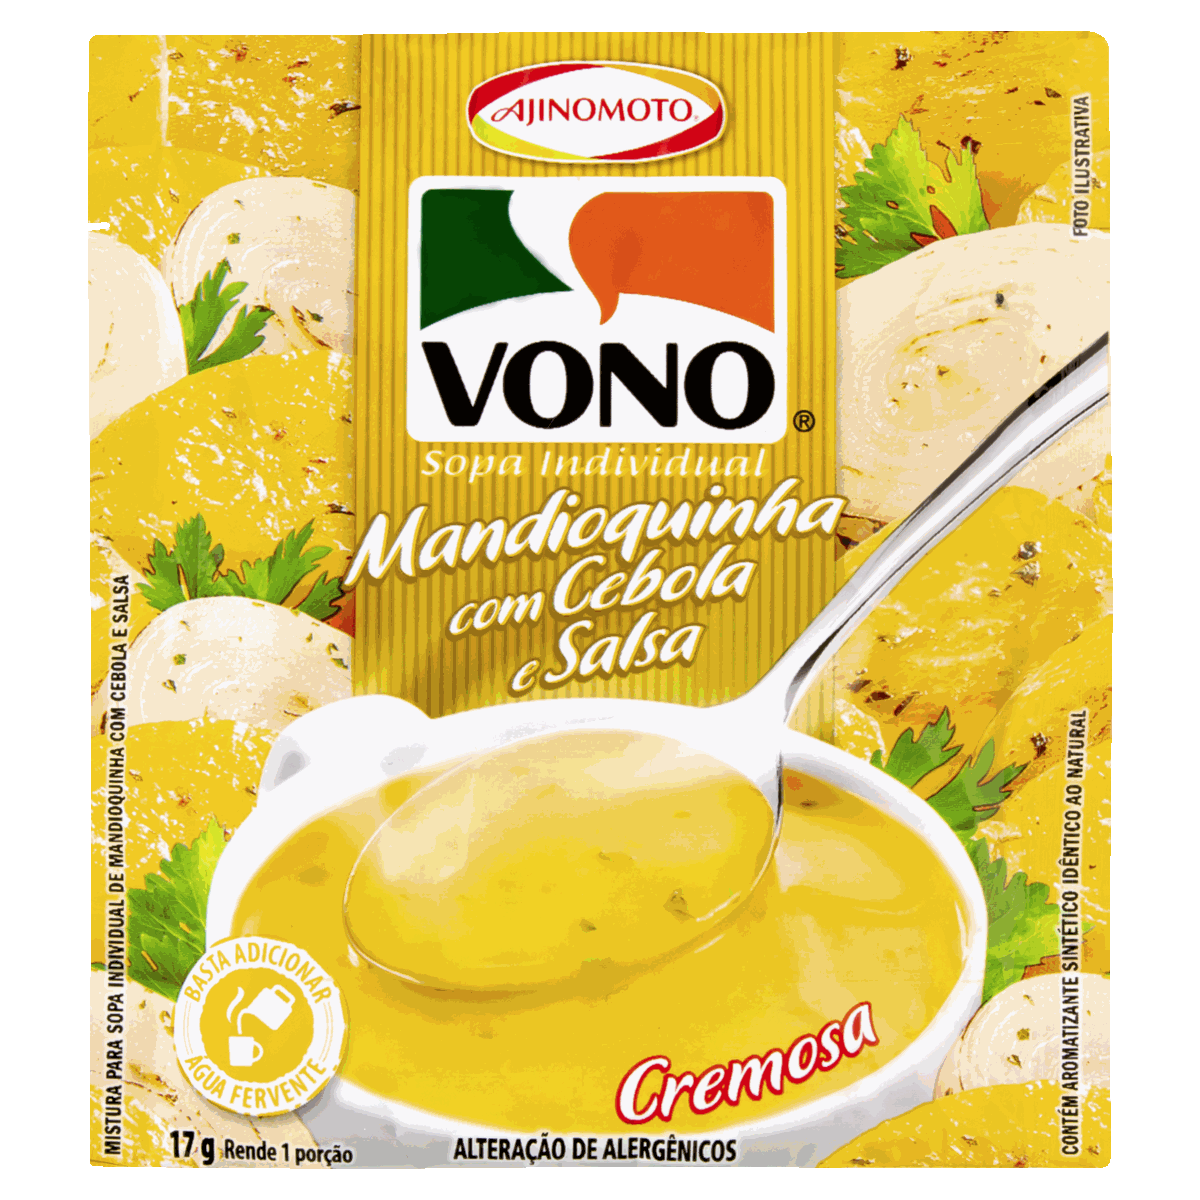 AJINOMOTO
FOTO ILUSTRATIVA
VONO®
Sopa Individual
Mandioquinha
com Cebola
e Salsa
MISTURA PARA SOPA INDIVIDUAL DE MANDIOQUINHA COM CEBOLA E SALSA
CONTÉM AROMATIZANTE SINTÉTICO IDÊNTICO AO NATURAL
BASTA ADICIONAR
ÁGUA FERVENTE
Cremosa
17 g Rende 1 porção
ALTERAÇÃO DE ALERGÊNICOS